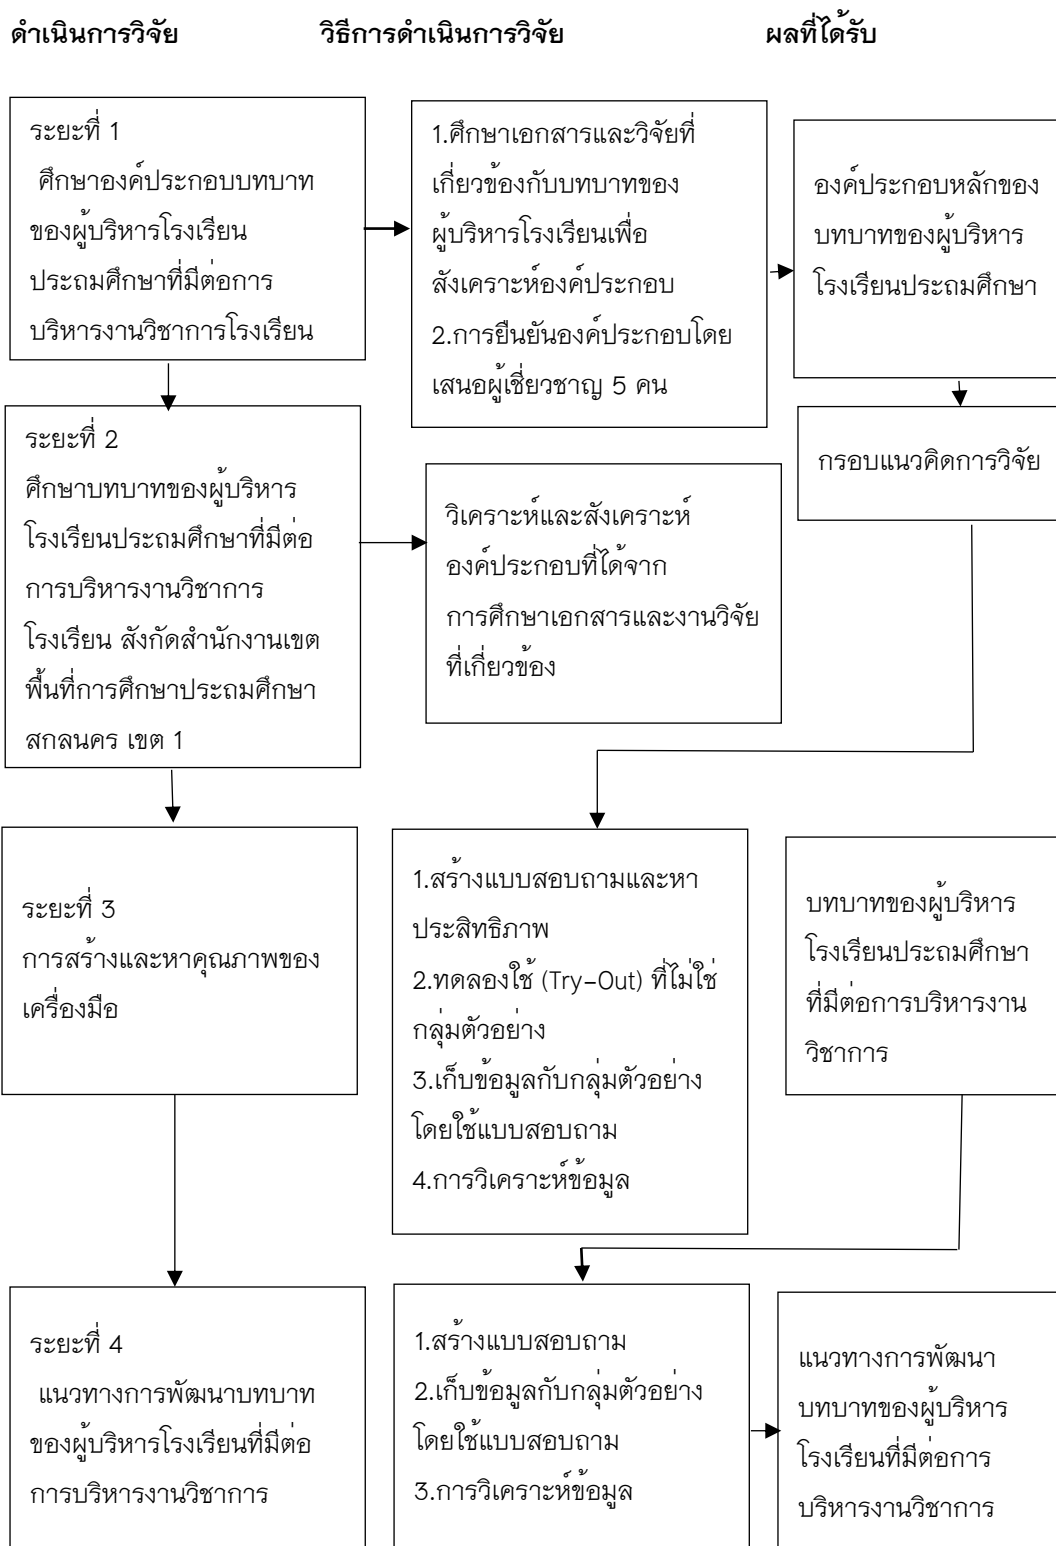 ดำเนินการวิจัย วิธีการดำเนินการวิจัย ผลที่ได้รับ
ระยะที่ 1
ศึกษาองค์ประกอบบทบาท
ของผู้บริหารโรงเรียน
ประถมศึกษาที่มีต่อการ
บริหารงานวิชาการโรงเรียน
1.ศึกษาเอกสารและวิจัยที่
เกี่ยวข้องกับบทบาทของ
ผู้บริหารโรงเรียนเพื่อ
สังเคราะห์องค์ประกอบ
2.การยืนยันองค์ประกอบโดย
เสนอผู้เชี่ยวชาญ 5 คน
องค์ประกอบหลักของ
บทบาทของผู้บริหาร
โรงเรียนประถมศึกษา
กรอบแนวคิดการวิจัย
ระยะที่ 2
ศึกษาบทบาทของผู้บริหาร
โรงเรียนประถมศึกษาที่มีต่อ
การบริหารงานวิชาการ
โรงเรียน สังกัดสำนักงานเขต
พื้นที่การศึกษาประถมศึกษา
สกลนคร เขต 1
วิเคราะห์และสังเคราะห์
องค์ประกอบที่ได้จาก
การศึกษาเอกสารและงานวิจัย
ที่เกี่ยวข้อง
ระยะที่ 3
การสร้างและหาคุณภาพของ
เครื่องมือ
1.สร้างแบบสอบถามและหา
ประสิทธิภาพ
2.ทดลองใช้ (Try-Out) ที่ไม่ใช่
กลุ่มตัวอย่าง
3.เก็บข้อมูลกับกลุ่มตัวอย่าง
โดยใช้แบบสอบถาม
4.การวิเคราะห์ข้อมูล
บทบาทของผู้บริหาร
โรงเรียนประถมศึกษา
ที่มีต่อการบริหารงาน
วิชาการ
ระยะที่ 4
แนวทางการพัฒนาบทบาท
ของผู้บริหารโรงเรียนที่มีต่อ
การบริหารงานวิชาการ
1.สร้างแบบสอบถาม
2.เก็บข้อมูลกับกลุ่มตัวอย่าง
โดยใช้แบบสอบถาม
3.การวิเคราะห์ข้อมูล
แนวทางการพัฒนา
บทบาทของผู้บริหาร
โรงเรียนที่มีต่อการ
บริหารงานวิชาการ